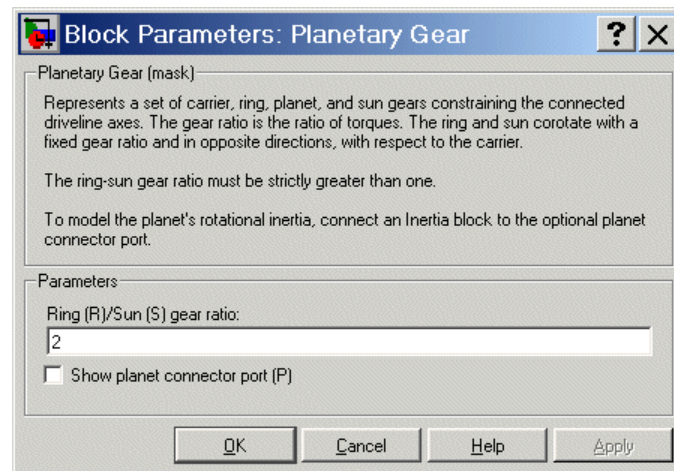 Block Parameters: Planetary Gear
Planetary Gear (mask)
Represents a set of carrier, ring, planet, and sun gears constraining the connected
driveline axes. The gear ratio is the ratio of torques. The ring and sun corotate with a
fixed gear ratio and in opposite directions, with respect to the carrier.
The ring-sun gear ratio must be strictly greater than one.
To model the planet's rotational inertia, connect an Inertia block to the optional planet
connector port.
Parameters
Ring (R)/Sun (S) gear ratio:
2
Show planet connector port (P)
OK Cancel Help Apply